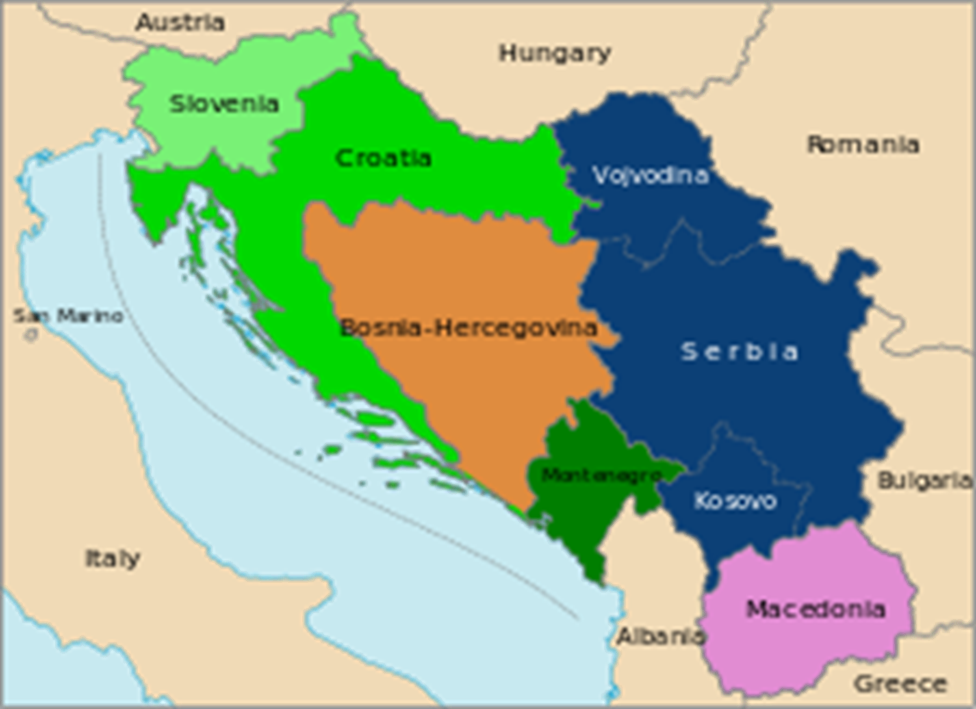 Austria
Hungary
Slovenia
Romania
Croatia
Vojvodina
San Marino
Bosnia-Hercegovina
Serbia
Montenegro
Bulgaria
Kosovo
Italy
Macedonia
Albania
Greece